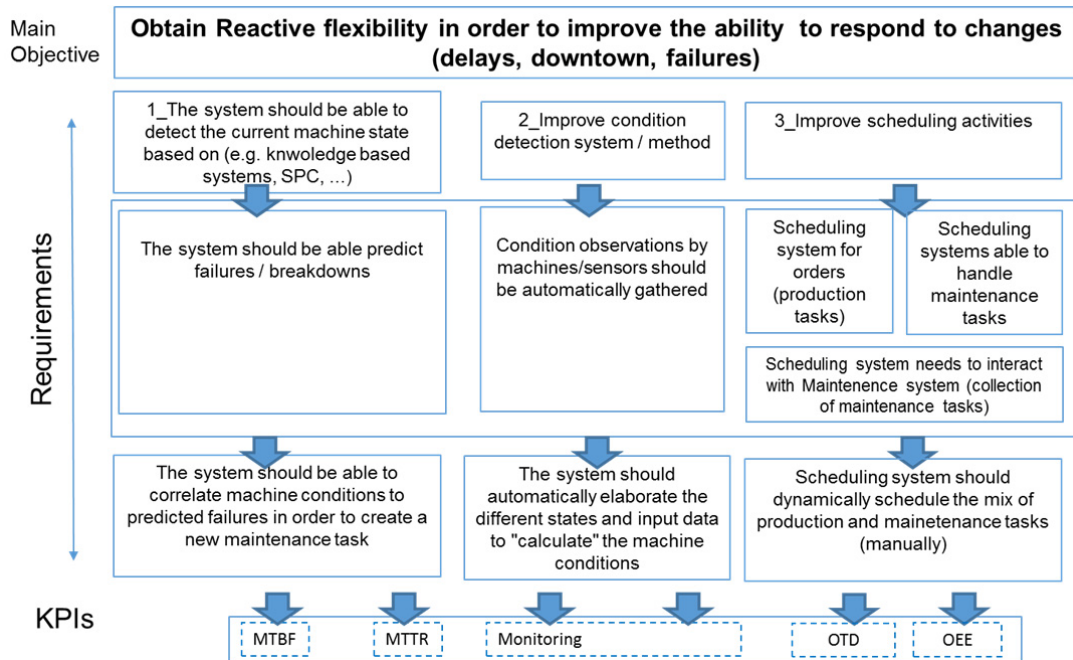 Main
Objective
Obtain Reactive flexibility in order to improve the ability to respond to changes
(delays, downtown, failures)
Requirements
1_The system should be able to
detect the current machine state
based on (e.g. knwoledge based
systems, SPC, ...)
2_Improve condition
detection system / method
3_Improve scheduling activities
The system should be able predict
failures / breakdowns
Condition observations by
machines/sensors should
be automatically gathered
Scheduling
system for
orders
(production
tasks)
Scheduling
systems able to
handle
maintenance
tasks
Scheduling system needs to interact
with Maintenence system (collection
of maintenance tasks)
The system should be able to
correlate machine conditions to
predicted failures in order to create a
new maintenance task
The system should
automatically elaborate the
different states and input data
to "calculate" the machine
conditions
Scheduling system should
dynamically schedule the mix of
production and mainetenance tasks
(manually)
KPIs
MTBF
MTTR
Monitoring
OTD
OEE